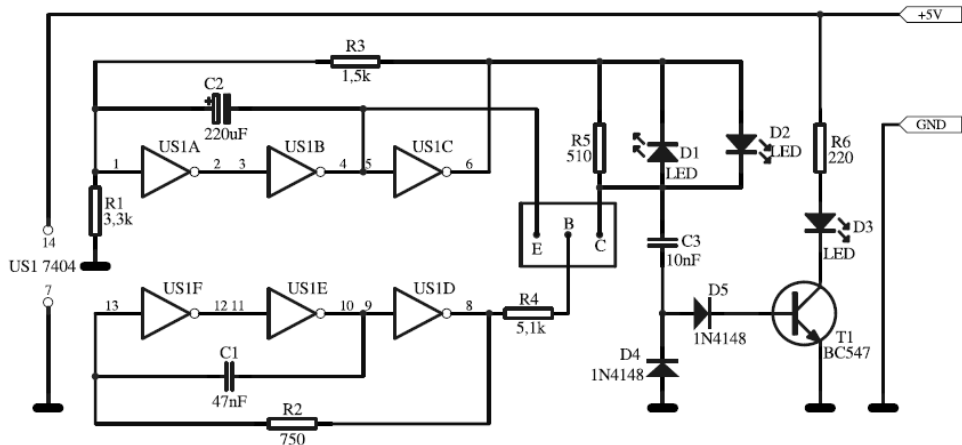 +5V
R3
1,5k
C2
+
220uF
GND
US1A
US1B
US1C
R5
510
D1
LED
D2
LED
R6
220
1
2
3
4
5
6
R1
3,3k
14
US1 7404
7
E
B
C
C3
10nF
D3
LED
US1F
US1E
US1D
13
12
11
10
9
8
R4
5,1k
D5
1N4148
T1
BC547
C1
47nF
D4
1N4148
R2
750